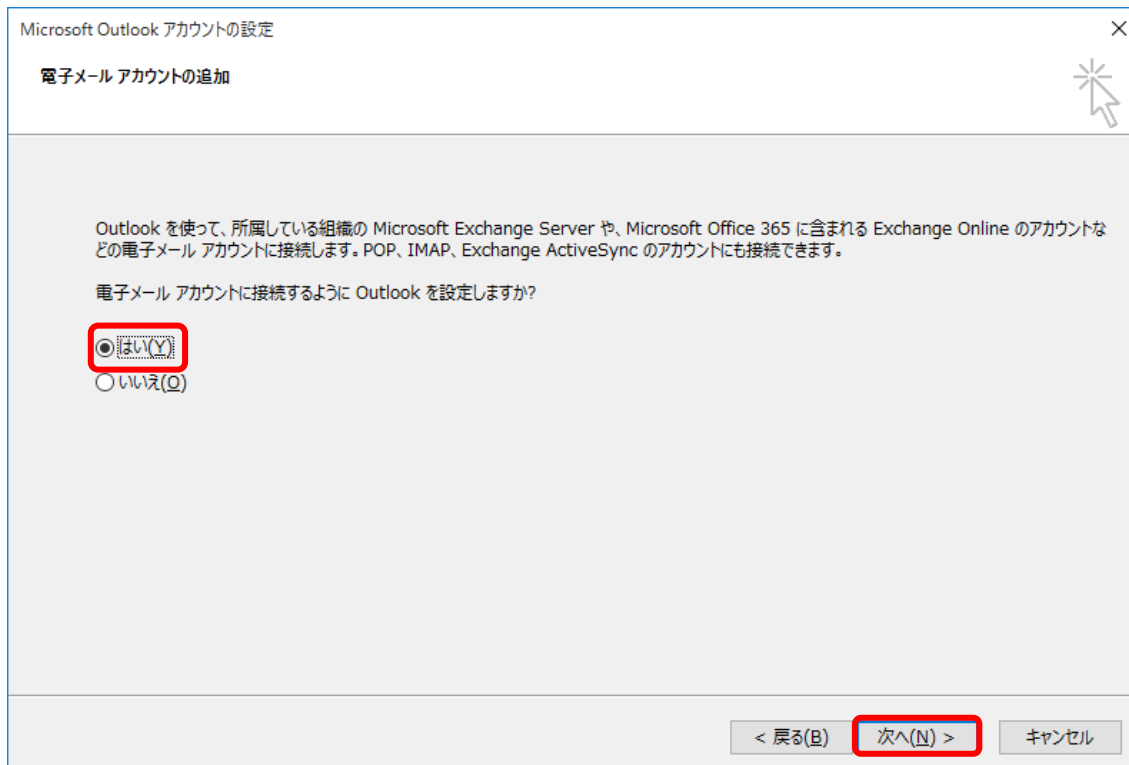 Microsoft Outlook アカウントの設定
電子メール アカウントの追加
Outlook を使って、所属している組織の Microsoft Exchange Server や、Microsoft Office 365 に含まれる Exchange Online のアカウントな
どの電子メール アカウントに接続します。POP、IMAP、Exchange ActiveSync のアカウントにも接続できます。
電子メール アカウントに接続するように Outlook を設定しますか?
はい(Y)
いいえ(O)
< 戻る(B) 次へ(N) > キャンセル